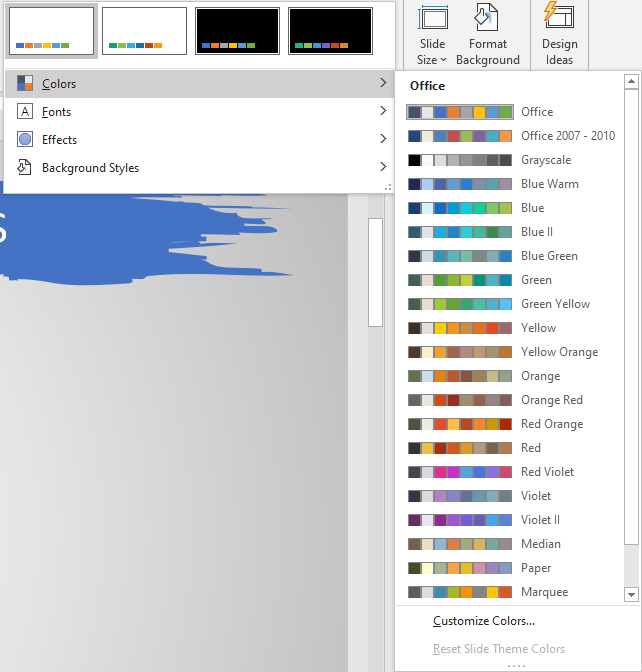 Slide
Size
Format
Background
Design
Ideas
Colors
Fonts
Effects
Background Styles
S
Office
Office
Office 2007 - 2010
Grayscale
Blue Warm
Blue
Blue II
Blue Green
Green
Green Yellow
Yellow
Yellow Orange
Orange
Orange Red
Red Orange
Red
Red Violet
Violet
Violet II
Median
Paper
Marquee
Customize Colors...
Reset Slide Theme Colors